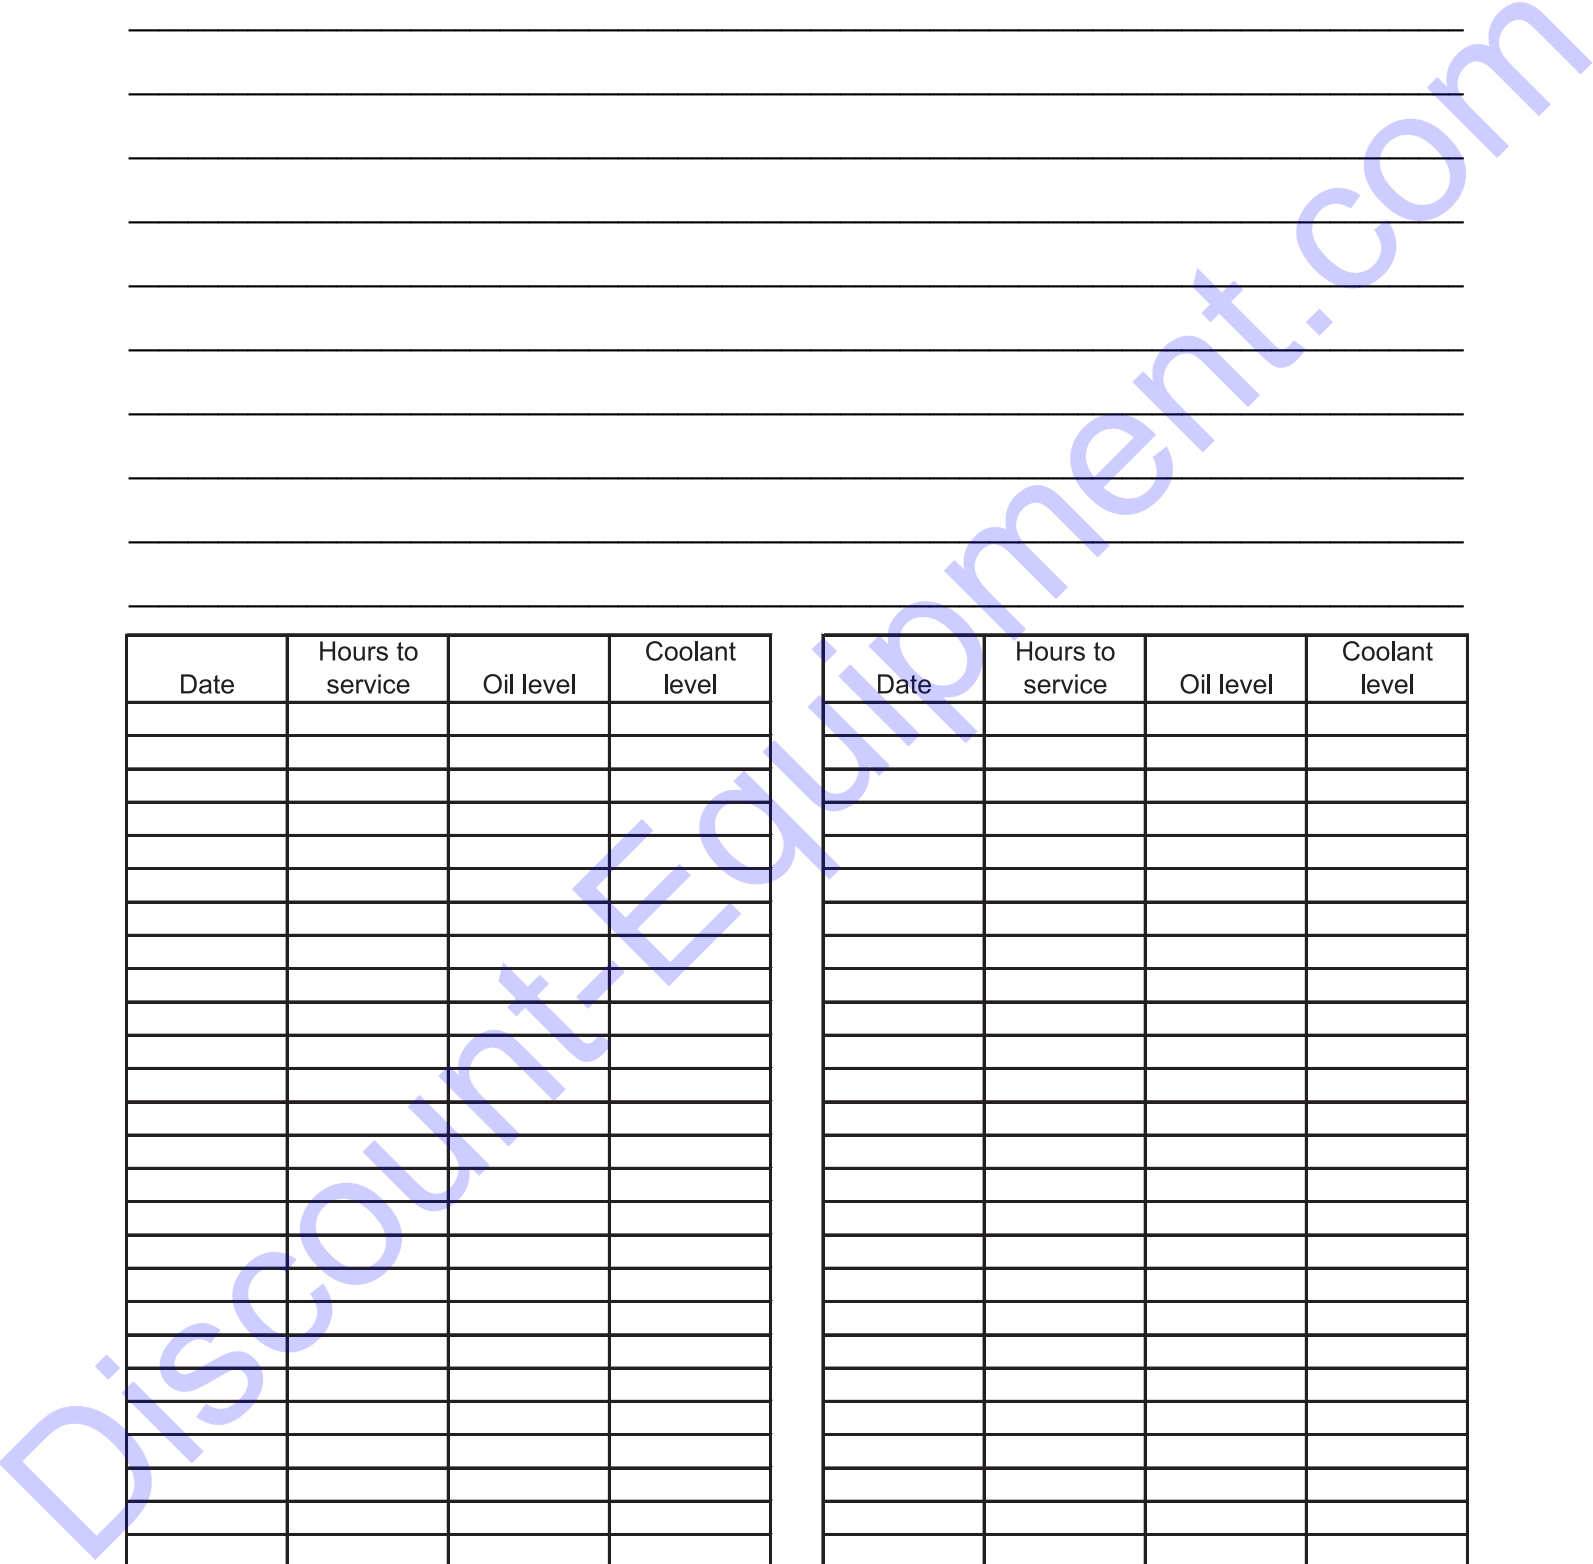 Hours to Coolant Hours to Coolant
Date service Oil level level Date service Oil level level
Discount-Equipment.com